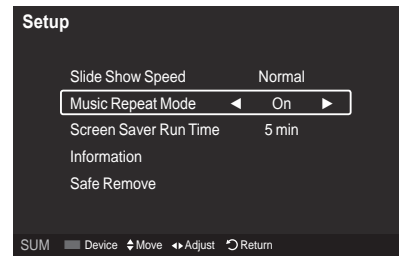 Setup
Slide Show Speed Normal
Music Repeat Mode ◄ On ►
Screen Saver Run Time 5 min
Information
Safe Remove
SUM Device Move Adjust Return